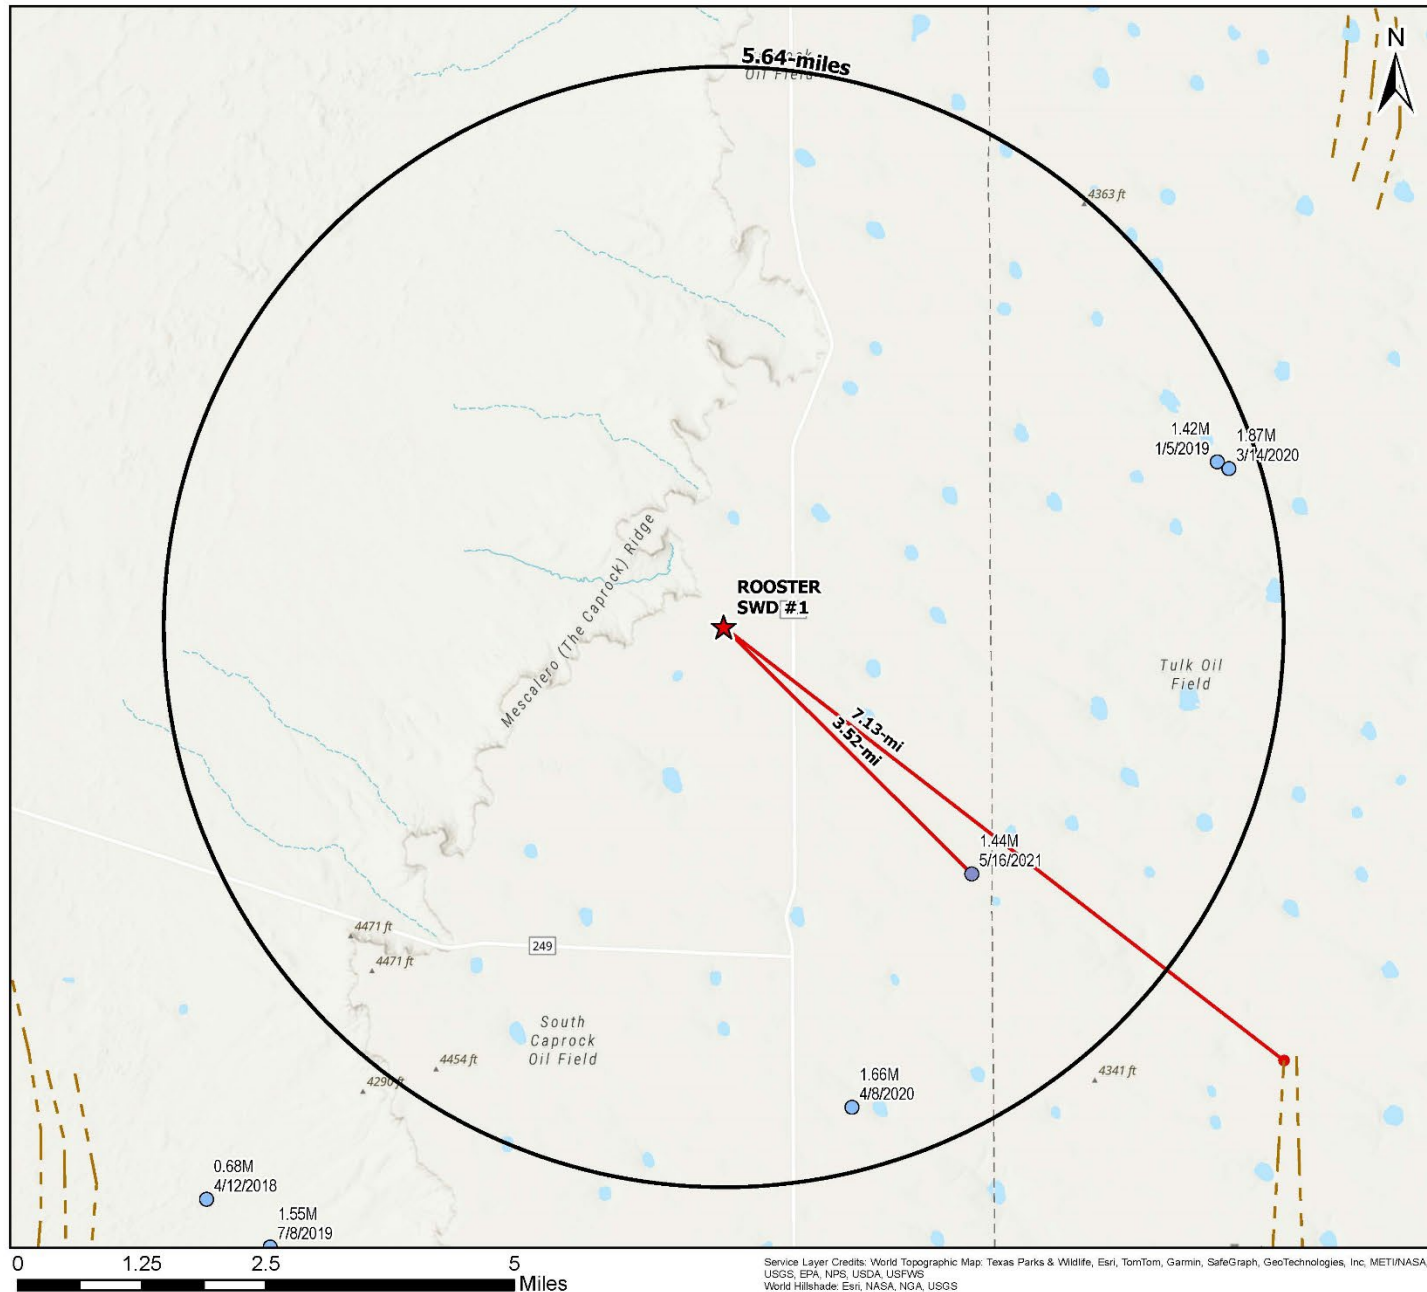 5.64-miles
Oil Field
N
4363 ft
1.42M
1/5/2019
1.87M
3/14/2020
Mescalero (The Caprock) Ridge
ROOSTER
SWD #1
Tulk Oil
Field
7.13-mi
3.52-mi
1.44M
5/16/2021
4471 ft
4471 ft
249
South
Caprock
Oil Field
4454 ft
4290 ft
4341 ft
1.66M
4/8/2020
0.68M
4/12/2018
1.55M
7/8/2019
0 1.25 2.5 5
Miles
Service Layer Credits: World Topographic Map: Texas Parks & Wildlife, Esri, TomTom, Garmin, SafeGraph, GeoTechnologies, Inc, METI/NASA,
USGS, EPA, NPS, USDA, USFWS
World Hillshade: Esri, NASA, NGA, USGS